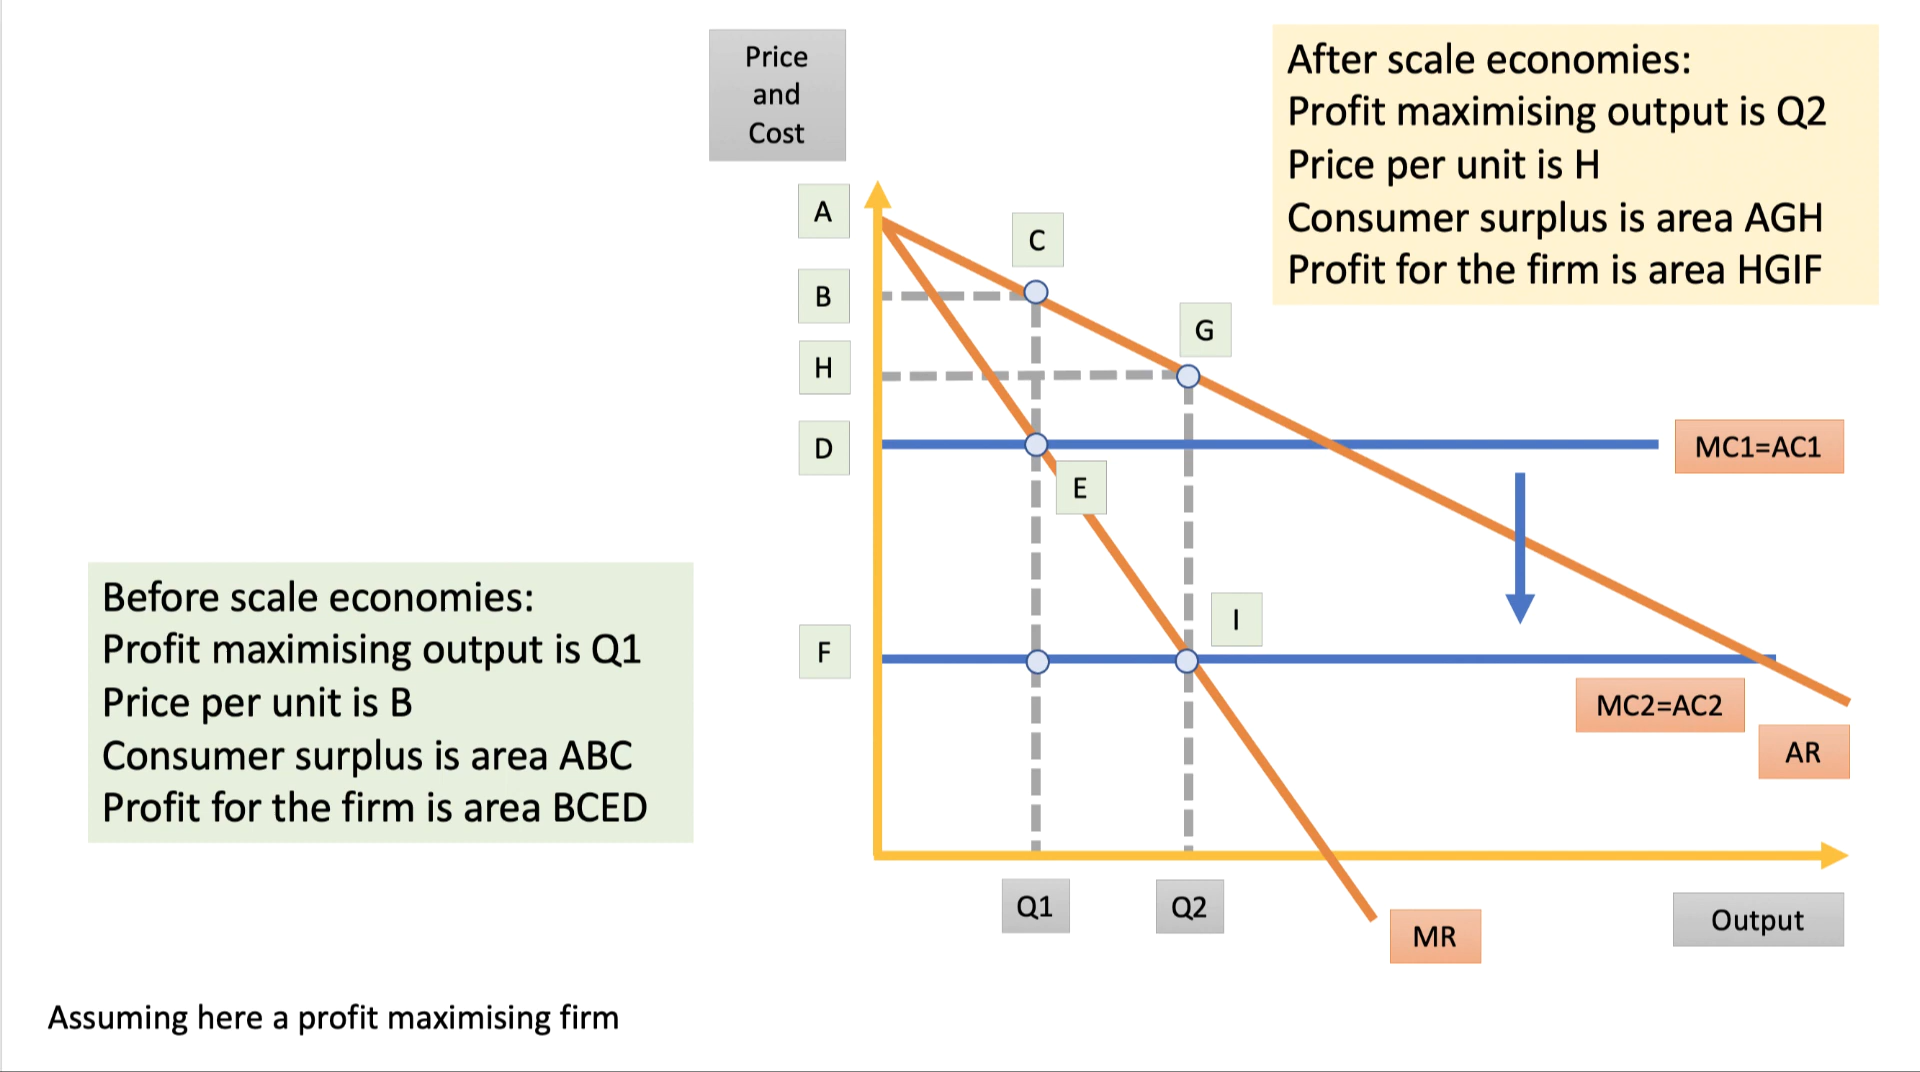 Price
and
Cost
After scale economies:
Profit maximising output is Q2
Price per unit is H
Consumer surplus is area AGH
Profit for the firm is area HGIF
A
C
B
G
H
D
MC1=AC1
E
Before scale economies:
Profit maximising output is Q1
Price per unit is B
Consumer surplus is area ABC
Profit for the firm is area BCED
I
F
MC2=AC2
AR
Q1
Q2
Output
MR
Assuming here a profit maximising firm